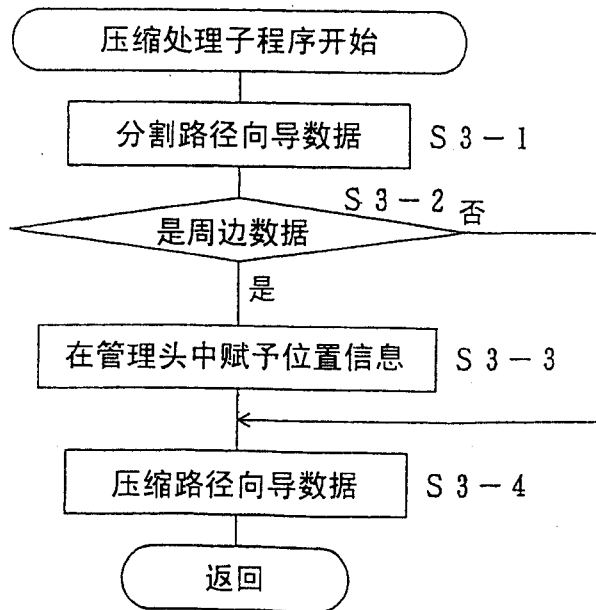 压缩处理子程序开始
分割路径向导数据 S3-1
S3-2
是周边数据 否
是
在管理头中赋予位置信息 S3-3
压缩路径向导数据 S3-4
返回